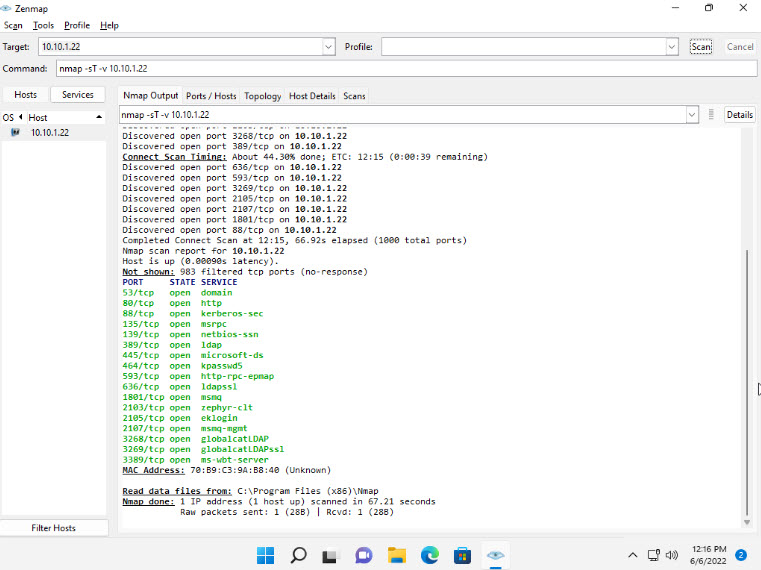 Zenmap
Scan Tools Profile Help
Target: 10.10.1.22 Profile: Scan Cancel
Command: nmap -sT -v 10.10.1.22
Hosts Services
Nmap Output Ports / Hosts Topology Host Details Scans
OS Host
nmap -sT -v 10.10.1.22 Details
10.10.1.22
Discovered open port 3268/tcp on 10.10.1.22
Discovered open port 389/tcp on 10.10.1.22
Connect Scan Timing: About 44.30% done; ETC: 12:15 (0:00:39 remaining)
Discovered open port 636/tcp on 10.10.1.22
Discovered open port 593/tcp on 10.10.1.22
Discovered open port 3269/tcp on 10.10.1.22
Discovered open port 2105/tcp on 10.10.1.22
Discovered open port 2107/tcp on 10.10.1.22
Discovered open port 1801/tcp on 10.10.1.22
Discovered open port 88/tcp on 10.10.1.22
Completed Connect Scan at 12:15, 66.92s elapsed (1000 total ports)
Nmap scan report for 10.10.1.22
Host is up (0.00090s latency).
Not shown: 983 filtered tcp ports (no-response)
PORT STATE SERVICE
53/tcp open domain
80/tcp open http
88/tcp open kerberos-sec
135/tcp open msrpc
139/tcp open netbios-ssn
389/tcp open ldap
445/tcp open microsoft-ds
464/tcp open kpasswd5
593/tcp open http-rpc-epmap
636/tcp open ldapssl
1801/tcp open msmq
2103/tcp open zephyr-clt
2105/tcp open eklogin
2107/tcp open msmq-mgmt
3268/tcp open globalcatLDAP
3269/tcp open globalcatLDAPssl
3389/tcp open ms-wbt-server
MAC Address: 70:B9:C3:9A:B8:40 (Unknown)
Read data files from: C:\Program Files (x86)\Nmap
Nmap done: 1 IP address (1 host up) scanned in 67.21 seconds
Raw packets sent: 1 (28B) | Rcvd: 1 (28B)
Filter Hosts
12:16 PM
6/6/2022
2